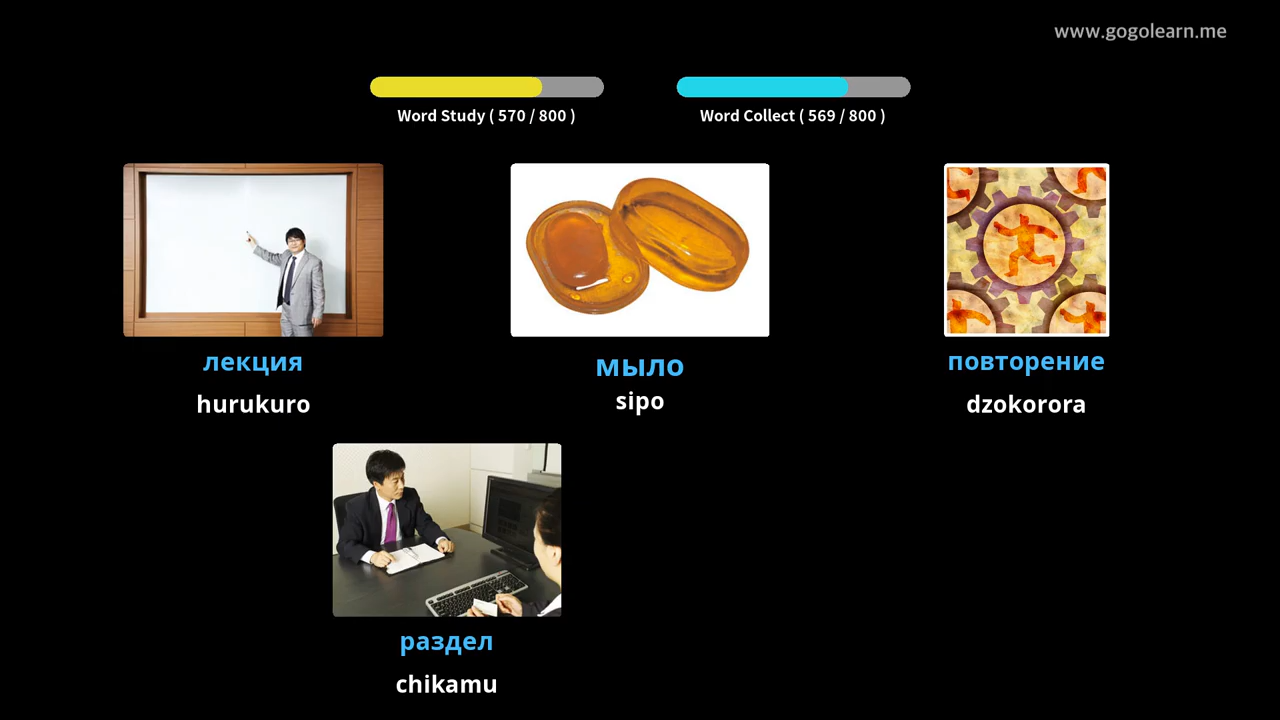 www.gogolearn.me
Word Study ( 570 / 800 )
Word Collect ( 569 / 800 )
лекция
hurukuro
мыло
sipo
повторение
dzokorora
раздел
chikamu